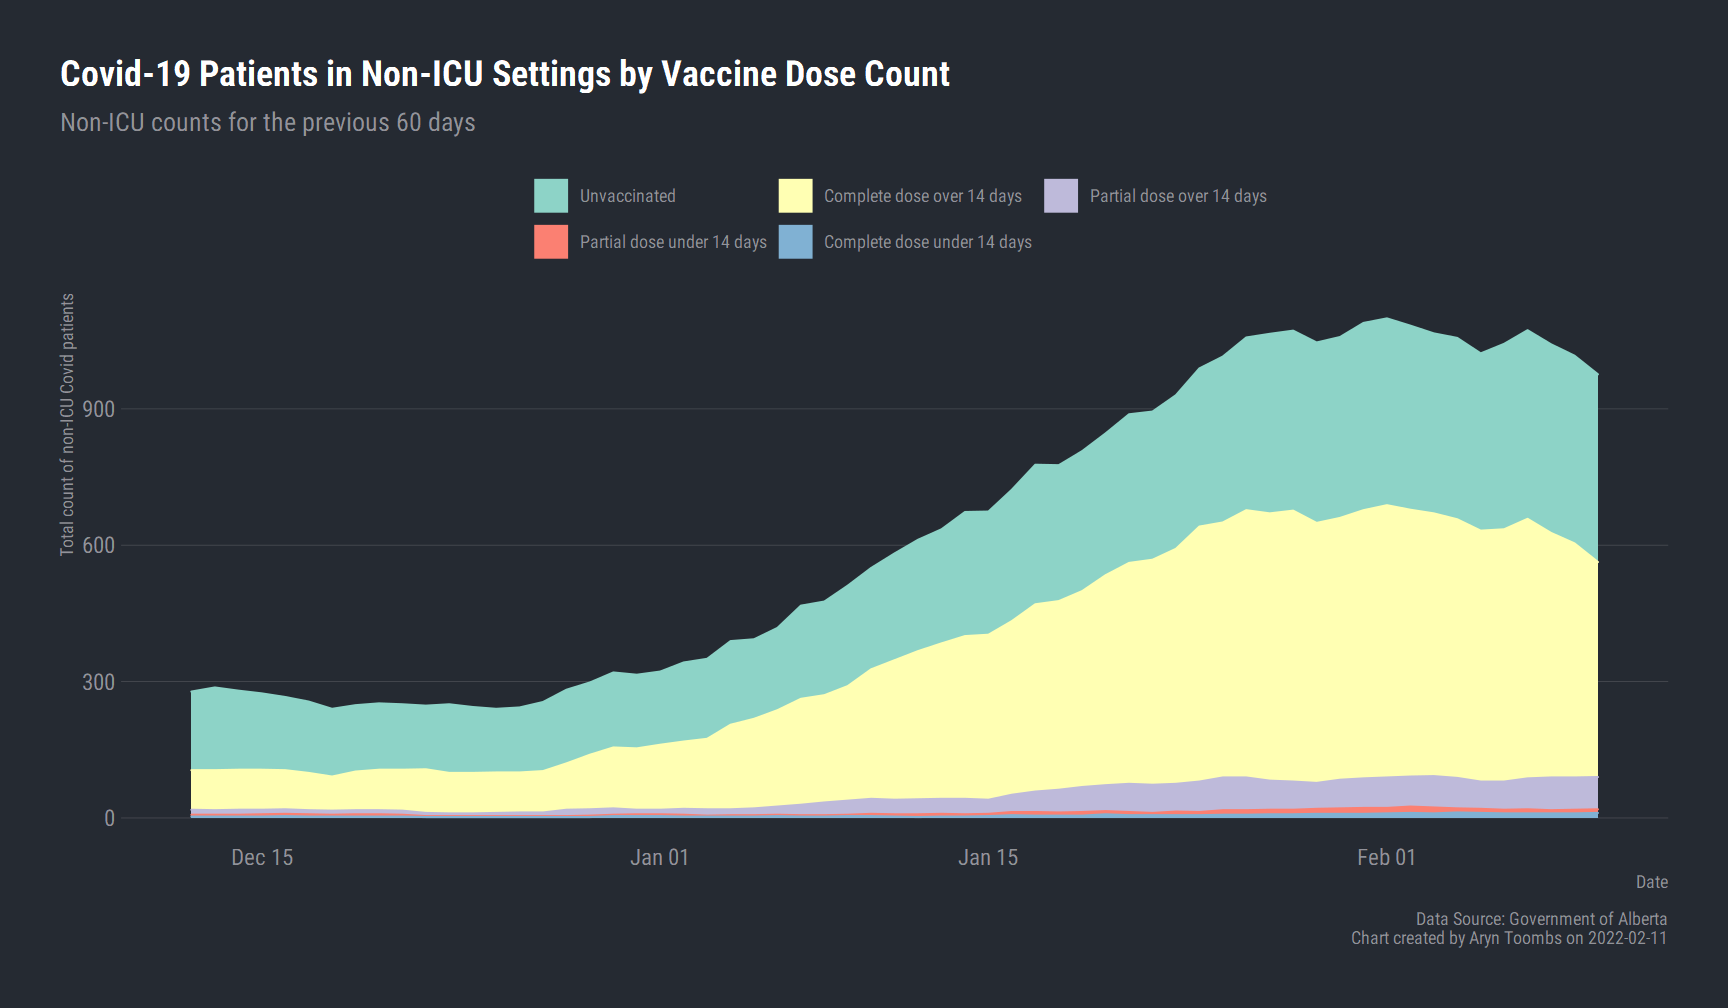 Covid-19 Patients in Non-ICU Settings by Vaccine Dose Count
Non-ICU counts for the previous 60 days
Unvaccinated
Complete dose over 14 days
Partial dose over 14 days
Partial dose under 14 days
Complete dose under 14 days
Total count of non-ICU Covid patients
900
600
300
0
Dec 15
Jan 01
Jan 15
Feb 01
Date
Data Source: Government of Alberta
Chart created by Aryn Toombs on 2022-02-11